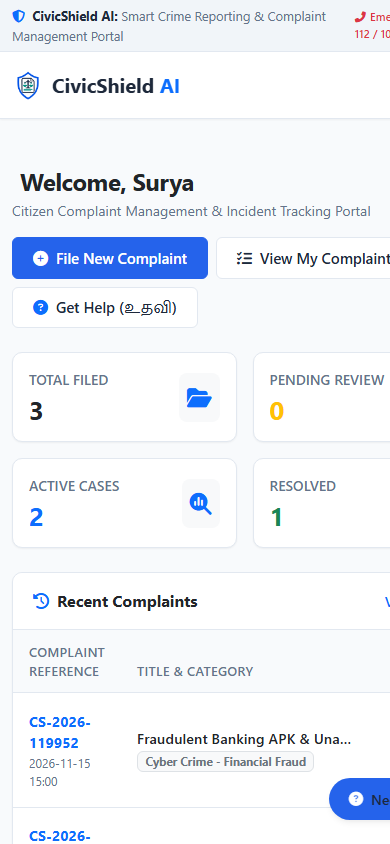 CivicShield AI: Smart Crime Reporting & Complaint
Management Portal
112 /
CivicShield AI
Welcome, Surya
Citizen Complaint Management & Incident Tracking Portal
File New Complaint
View My Complaint
Get Help (உதவி)
TOTAL FILED
3
PENDING REVIEW
0
ACTIVE CASES
2
RESOLVED
1
Recent Complaints
COMPLAINT
REFERENCE
TITLE & CATEGORY
CS-2026-
119952
2026-11-15
15:00
Fraudulent Banking APK & Una...
Cyber Crime - Financial Fraud
CS-2026-